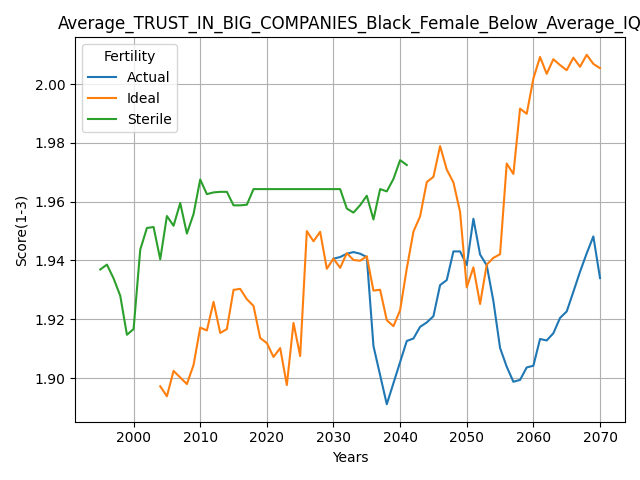 Average_TRUST_IN_BIG_COMPANIES_Black_Female_Below_Average_IQ
Fertility
Actual
Ideal
Sterile
Score(1-3)
2.00
1.98
1.96
1.94
1.92
1.90
2000 2010 2020 2030 2040 2050 2060 2070
Years